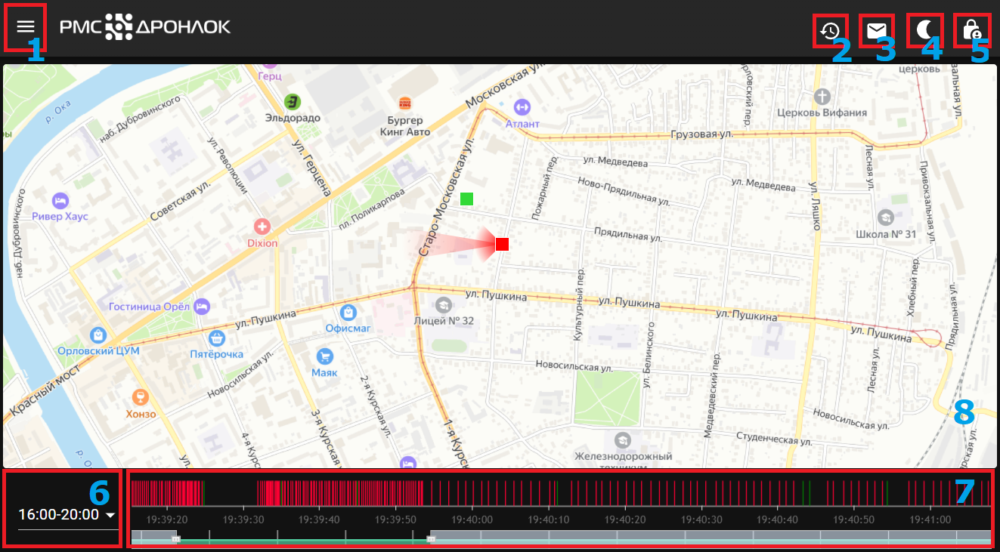 РМС ДРОНЛОК
1
2
3
4
5
р. Ока
наб. Дубровинского
Герц
Эльдорадо
Бургер
Кинг Авто
Московская ул.
Атлант
церковь
Церковь Вифания
Грузовая ул.
ул. Революции
ул. Герцена
Советская ул.
пл. Поликарпова
Старо-Московская ул.
Пожарный пер.
ул. Медведева
Ново-Прядильная ул.
ул. Медведева
ул. Ляшко
Лесная ул.
Привокзальная ул.
Ривер Хаус
наб. Дубровинского
Dixion
Прядильная ул.
Школа № 31
Хлебный пер.
Прядильная ул.
Гостиница Орёл
ул. Пушкина
ул. Пушкина
ул. Пушкина
ул. Пушкина
ул. Пушкина
Культурный пер.
Лицей № 32
Офисмаг
Орловский ЦУМ
Пятёрочка
Маяк
Новосильская ул.
Новосильская ул.
ул. Белинского
Медведевский пер.
Лесная ул.
Красный мост
Хонзо
2-я Курская ул.
3-я Курская ул.
4-я Курс
1-я Курск
Новосильская ул.
Студенческая ул.
Железнодорожный
техникум
8
6
16:00-20:00
7
19:39:20 19:39:30 19:39:40 19:39:50 19:40:00 19:40:10 19:40:20 19:40:30 19:40:40 19:40:50 19:41:00